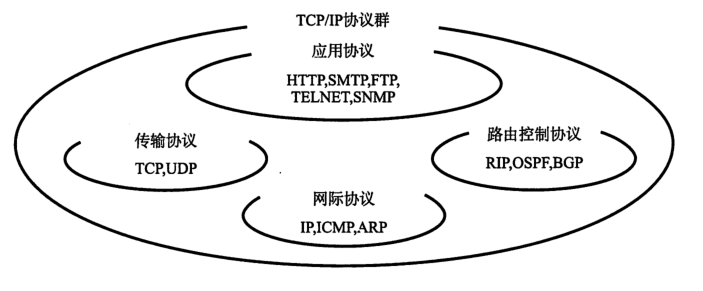 TCP/IP协议群
应用协议
HTTP,SMTP,FTP,
TELNET,SNMP
传输协议
TCP,UDP
路由控制协议
RIP,OSPF,BGP
网际协议
IP,ICMP,ARP